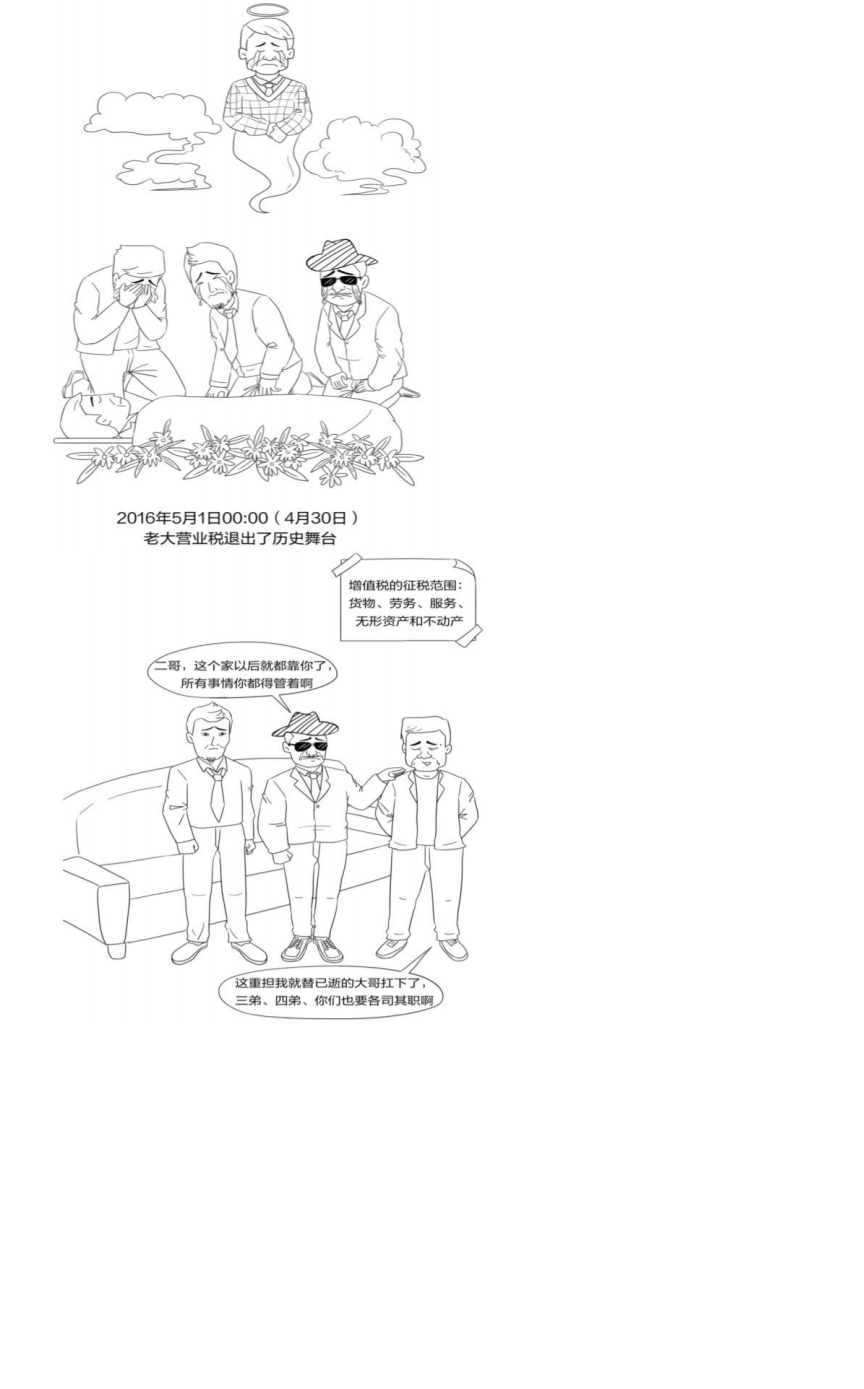 2016年5月1日00:00（4月30日）
老大营业税退出了历史舞台
增值税的征税范围：
货物、劳务、服务、
无形资产和不动产
二哥，这个家以后就都靠你了，
所有事情你都得管着啊
这重担我就替已逝的大哥扛下了，
三弟、四弟、你们也要各司其职啊